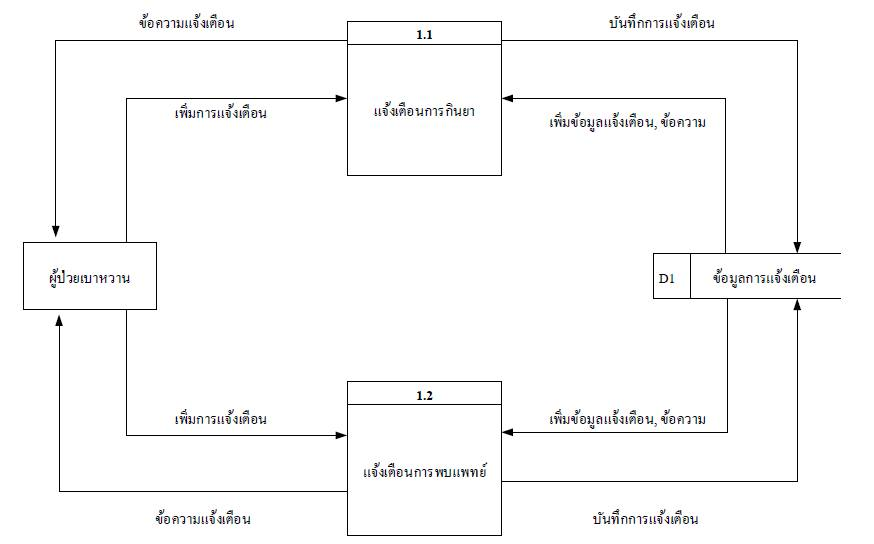 ข้อความแจ้งเตือน
1.1
บันทึกการแจ้งเตือน
เพิ่มการแจ้งเตือน
แจ้งเตือนการกินยา
เพิ่มข้อมูลแจ้งเตือน, ข้อความ
ผู้ป่วยเบาหวาน
D1
ข้อมูลการแจ้งเตือน
1.2
เพิ่มการแจ้งเตือน
เพิ่มข้อมูลแจ้งเตือน, ข้อความ
แจ้งเตือนการพบแพทย์
ข้อความแจ้งเตือน
บันทึกการแจ้งเตือน